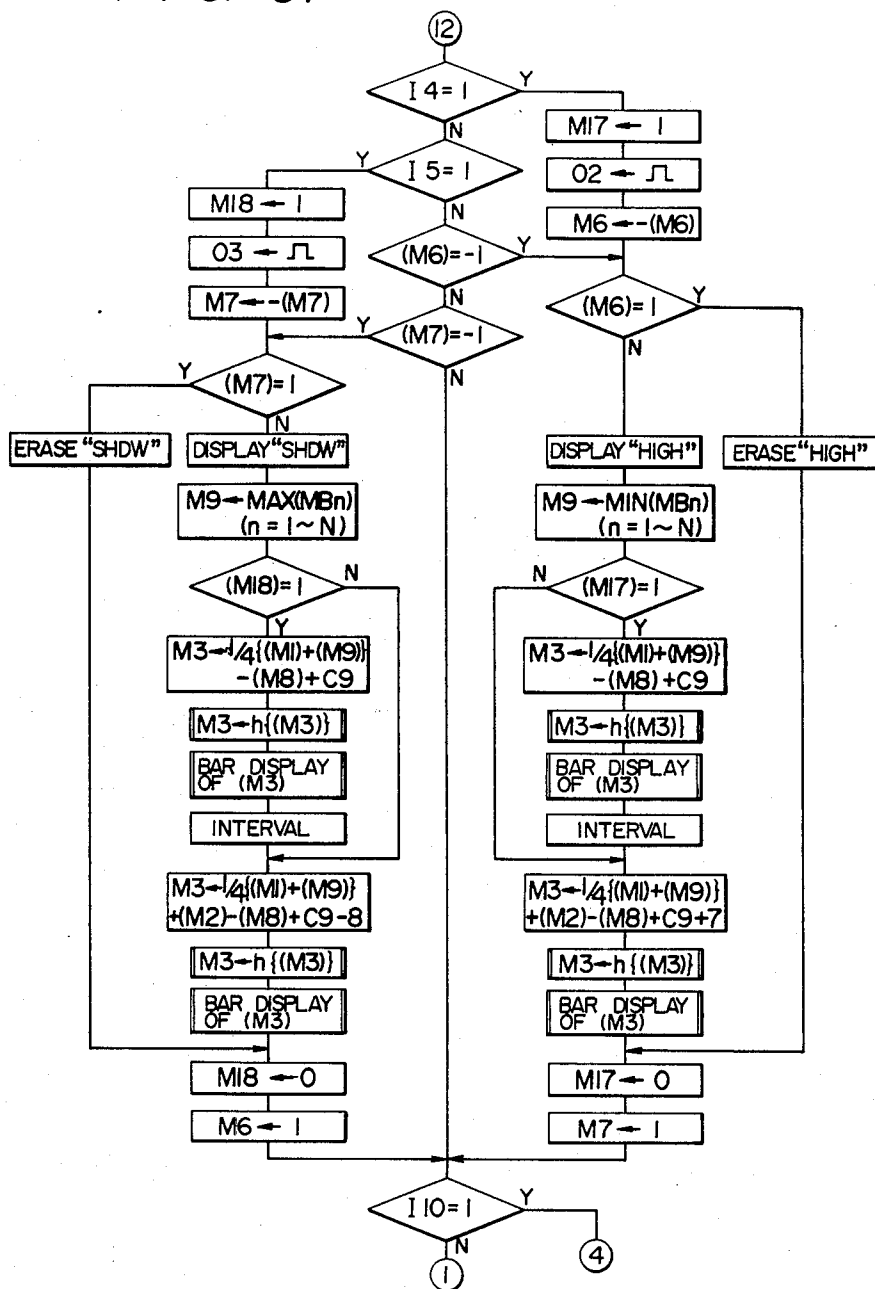 12
I4=1
Y
N
M17←1
Y
I5=1
N
O2←⎍
M18←1
M6←-(M6)
O3←⎍
(M6)=-1
Y
N
M7←-(M7)
(M6)=1
Y
N
Y
(M7)=-1
N
Y
(M7)=1
N
ERASE "SHDW"
DISPLAY "SHDW"
DISPLAY "HIGH"
ERASE "HIGH"
M9←MAX(MBn)
(n=1~N)
M9←MIN(MBn)
(n=1~N)
(M18)=1
N
Y
N
(M17)=1
Y
M3←1/4{(M1)+(M9)}
-(M8)+C9
M3←1/4{(M1)+(M9)}
-(M8)+C9
M3←h{(M3)}
M3←h{(M3)}
BAR DISPLAY
OF (M3)
BAR DISPLAY
OF (M3)
INTERVAL
INTERVAL
M3←1/4{(M1)+(M9)}
+(M2)-(M8)+C9-8
M3←1/4{(M1)+(M9)}
+(M2)-(M8)+C9+7
M3←h{(M3)}
M3←h{(M3)}
BAR DISPLAY
OF (M3)
BAR DISPLAY
OF (M3)
M18←0
M17←0
M6←1
M7←1
I10=1
Y
N
4
1